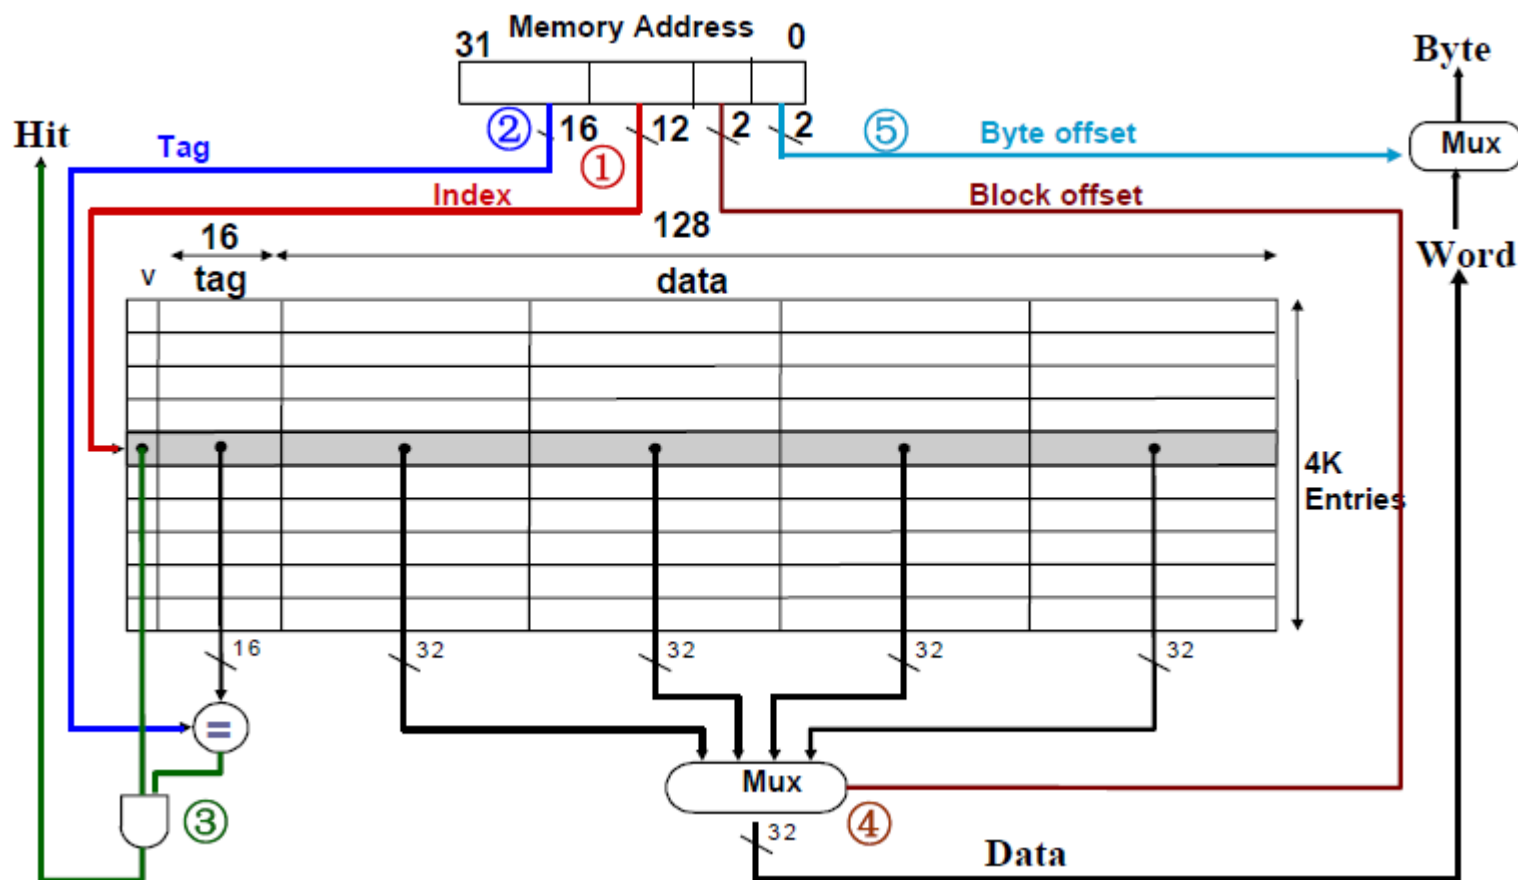 Memory Address
31
0
Byte
Hit
Tag
②
16
12
2
2
⑤
Byte offset
Mux
①
Index
Block offset
16
128
Word
v
tag
data
4K
Entries
16
32
32
32
32
=
Mux
③
④
32
Data